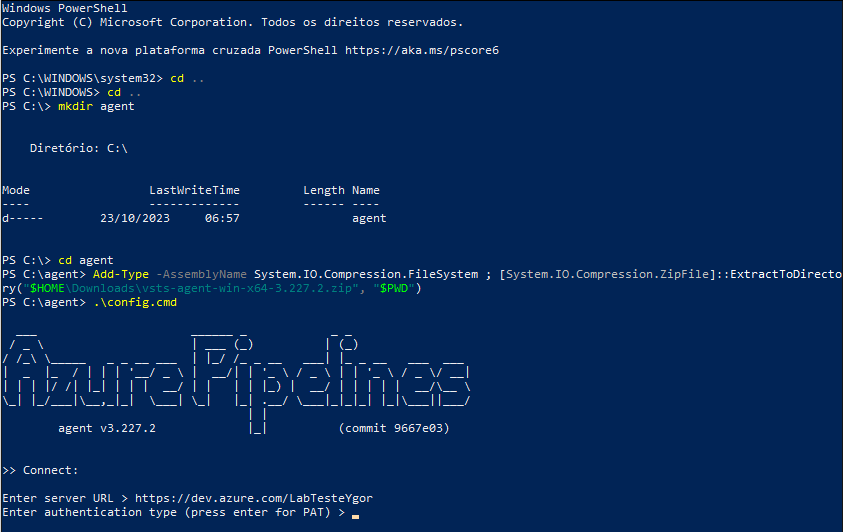 Windows PowerShell
Copyright (C) Microsoft Corporation. Todos os direitos reservados.
Experimente a nova plataforma cruzada PowerShell https://aka.ms/pscore6
PS C:\WINDOWS\system32> cd ..
PS C:\WINDOWS> cd ..
PS C:\> mkdir agent
Diretório: C:\
Mode LastWriteTime Length Name
---- ------------- ------ ----
d----- 23/10/2023 06:57 agent
PS C:\> cd agent
PS C:\agent> Add-Type -AssemblyName System.IO.Compression.FileSystem ; [System.IO.Compression.ZipFile]::ExtractToDirecto
ry("$HOME\Downloads\vsts-agent-win-x64-3.227.2.zip", "$PWD")
PS C:\agent> .\config.cmd
Azure Pipelines
agent v3.227.2 (commit 9667e03)
>> Connect:
Enter server URL > https://dev.azure.com/LabTesteYgor
Enter authentication type (press enter for PAT) >